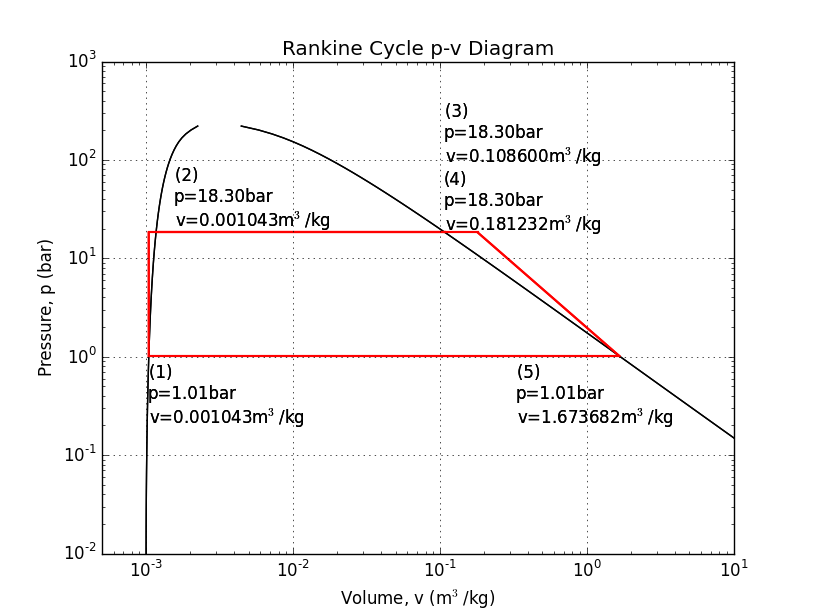 Rankine Cycle p-v Diagram
10³
10²
10¹
10⁰
10⁻¹
10⁻²
Pressure, p (bar)
(3)
p=18.30bar
v=0.108600m³ /kg
(4)
p=18.30bar
v=0.181232m³ /kg
(2)
p=18.30bar
v=0.001043m³ /kg
(1)
p=1.01bar
v=0.001043m³ /kg
(5)
p=1.01bar
v=1.673682m³ /kg
10⁻³
10⁻²
10⁻¹
10⁰
10¹
Volume, v (m³ /kg)